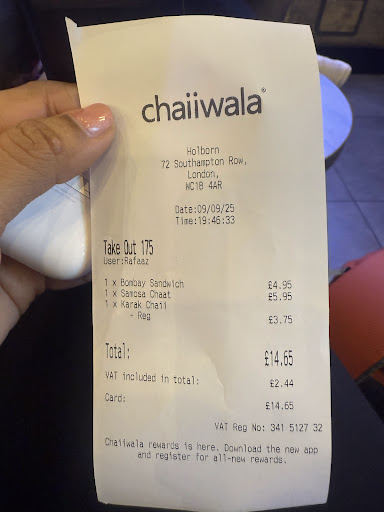 chaiiwala®
Holborn
72 Southampton Row,
London,
WC1B 4AR
Date:09/09/25
Time:19:46:33
Take Out 175
User:Rafaaz
1 x Bombay Sandwich £4.95
1 x Samosa Chaat £5.95
1 x Karak Chaii
- Reg £3.75
Total: £14.65
VAT included in total: £2.44
Card: £14.65
VAT Reg No: 341 5127 32
Chaiiwala rewards is here. Download the new app
and register for all-new rewards.